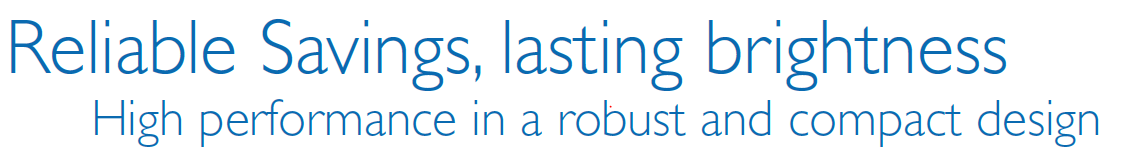 Reliable Savings, lasting brightness
High performance in a robust and compact design